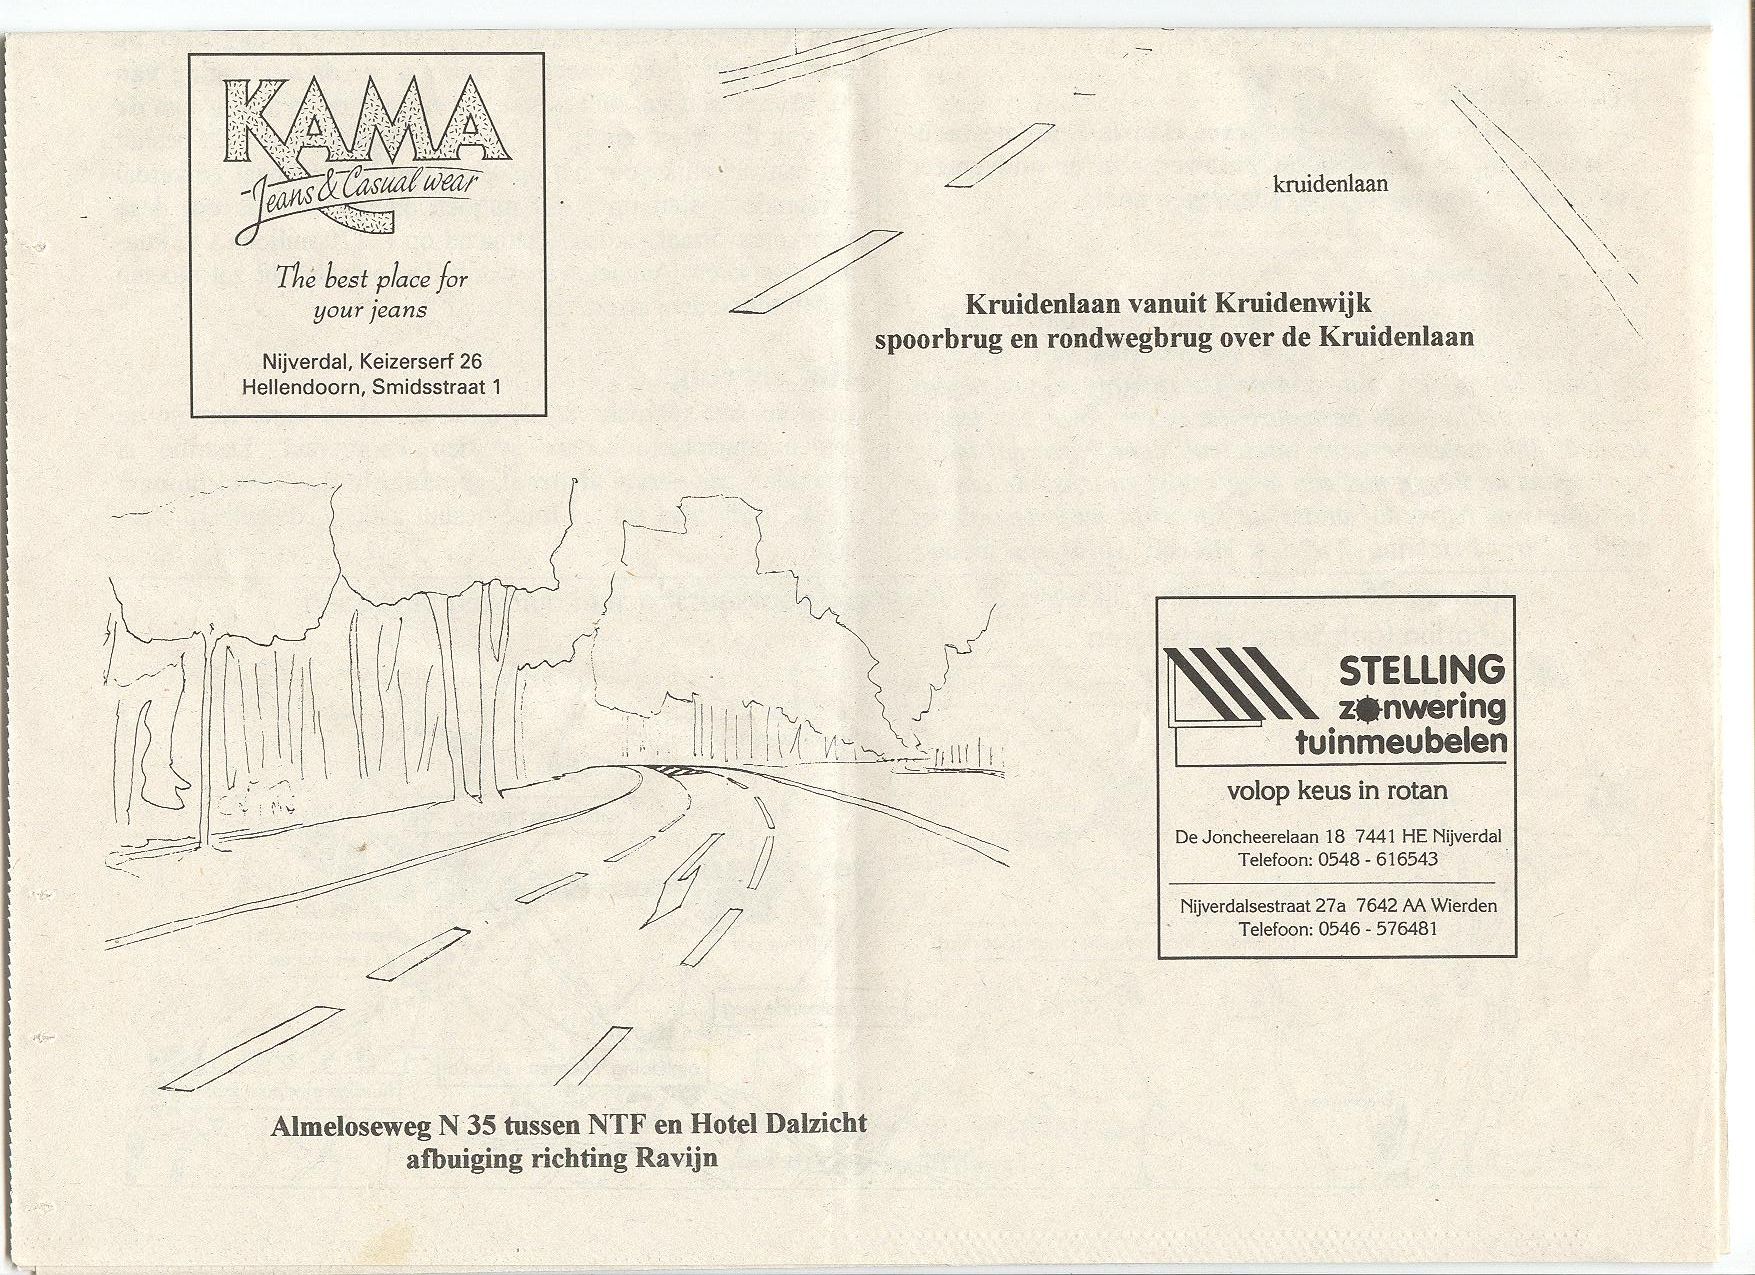 KAMA
Jeans & Casual wear
The best place for
your jeans
Nijverdal, Keizerserf 26
Hellendoorn, Smidsstraat 1
kruidenlaan
Kruidenlaan vanuit Kruidenwijk
spoorbrug en rondwegbrug over de Kruidenlaan
STELLING
zonwering
tuinmeubelen
volop keus in rotan
De Joncheerelaan 18 7441 HE Nijverdal
Telefoon: 0548 - 616543
Nijverdalsestraat 27a 7642 AA Wierden
Telefoon: 0546 - 576481
Almeloseweg N 35 tussen NTF en Hotel Dalzicht
afbuiging richting Ravijn